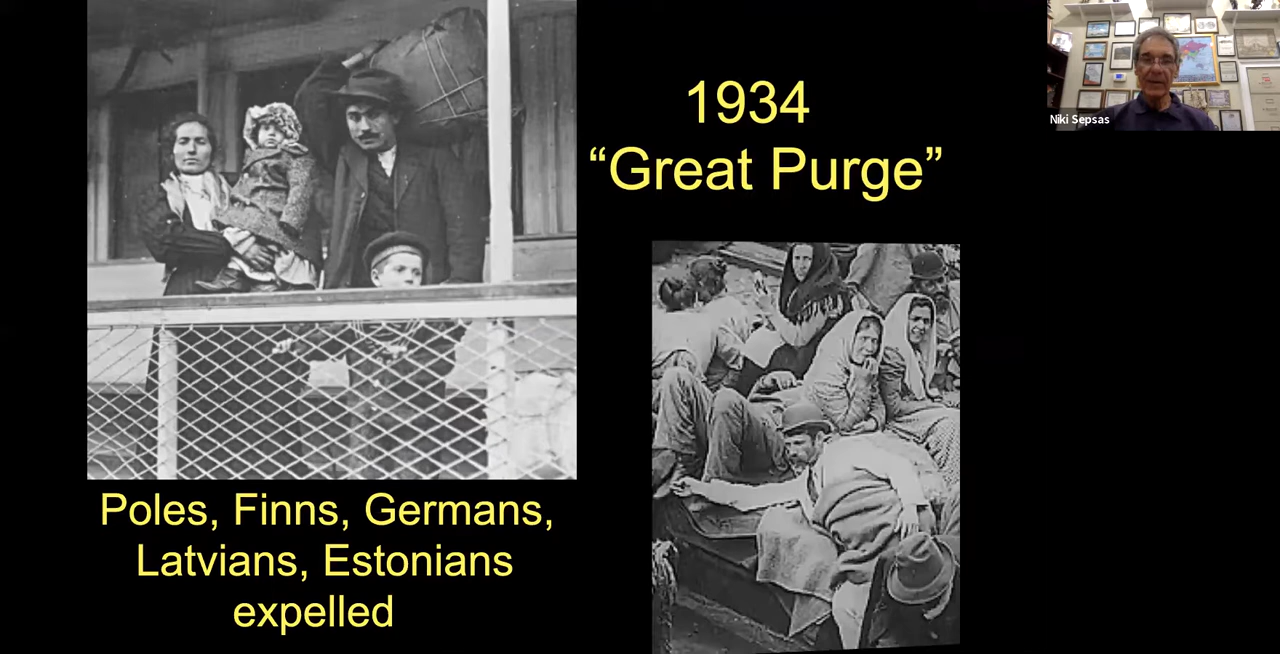 1934
“Great Purge”
Niki Sepsas
Poles, Finns, Germans,
Latvians, Estonians
expelled